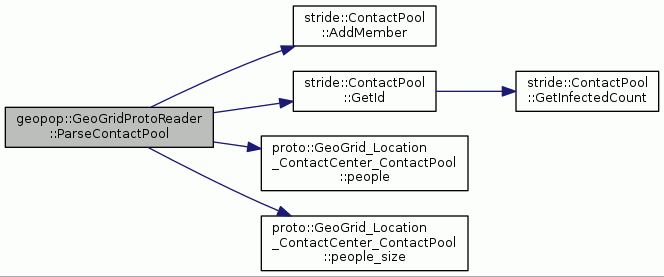 stride::ContactPool
::AddMember
geopop::GeoGridProtoReader
::ParseContactPool
stride::ContactPool
::GetId
stride::ContactPool
::GetInfectedCount
proto::GeoGrid_Location
_ContactCenter_ContactPool
::people
proto::GeoGrid_Location
_ContactCenter_ContactPool
::people_size